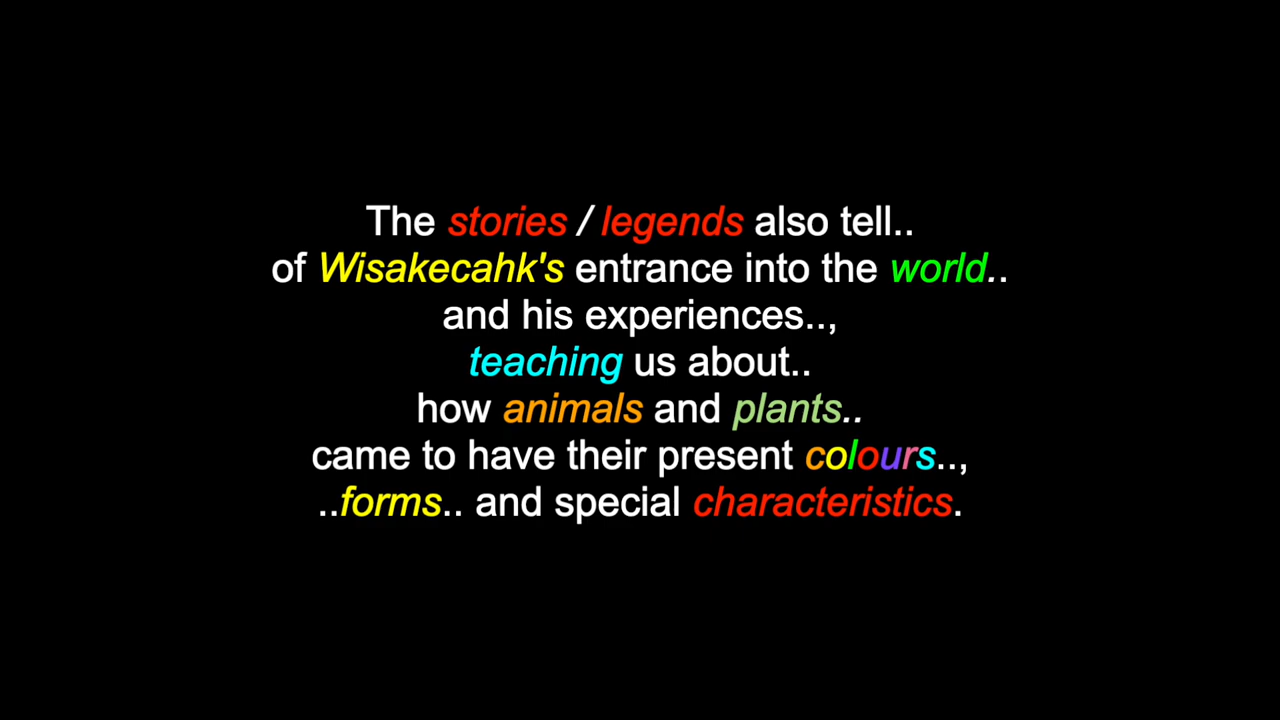 The stories / legends also tell..
of Wisakecahk's entrance into the world..
and his experiences..,
teaching us about..
how animals and plants..
came to have their present colours..,
..forms.. and special characteristics.